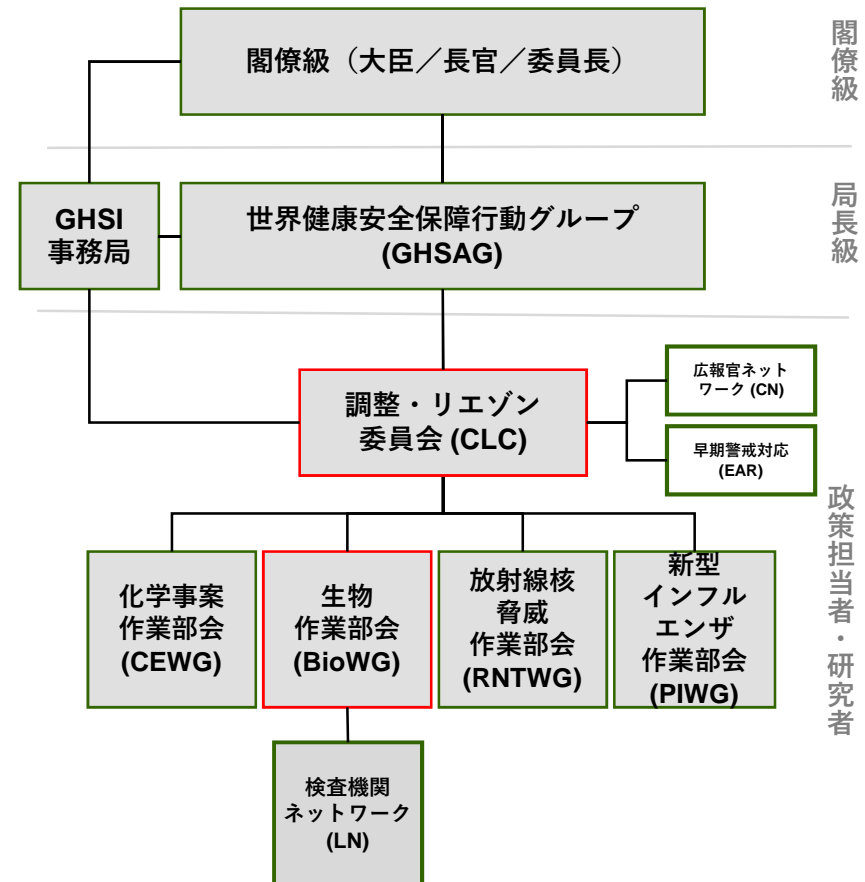 閣僚級（大臣／長官／委員長）
閣僚級
GHSI
事務局
世界健康安全保障行動グループ
(GHSAG)
局長級
調整・リエゾン
委員会 (CLC)
広報官ネット
ワーク (CN)
早期警戒対応
(EAR)
政策担当者・研究者
化学事案
作業部会
(CEWG)
生物
作業部会
(BioWG)
放射線核
脅威
作業部会
(RNTWG)
新型
インフル
エンザ
作業部会
(PIWG)
検査機関
ネットワーク
(LN)